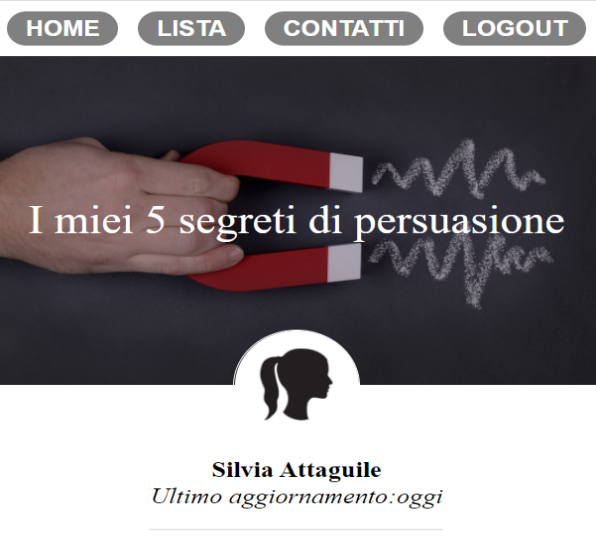 HOME LISTA CONTATTI LOGOUT
I miei 5 segreti di persuasione
Silvia Attaguile
Ultimo aggiornamento:oggi